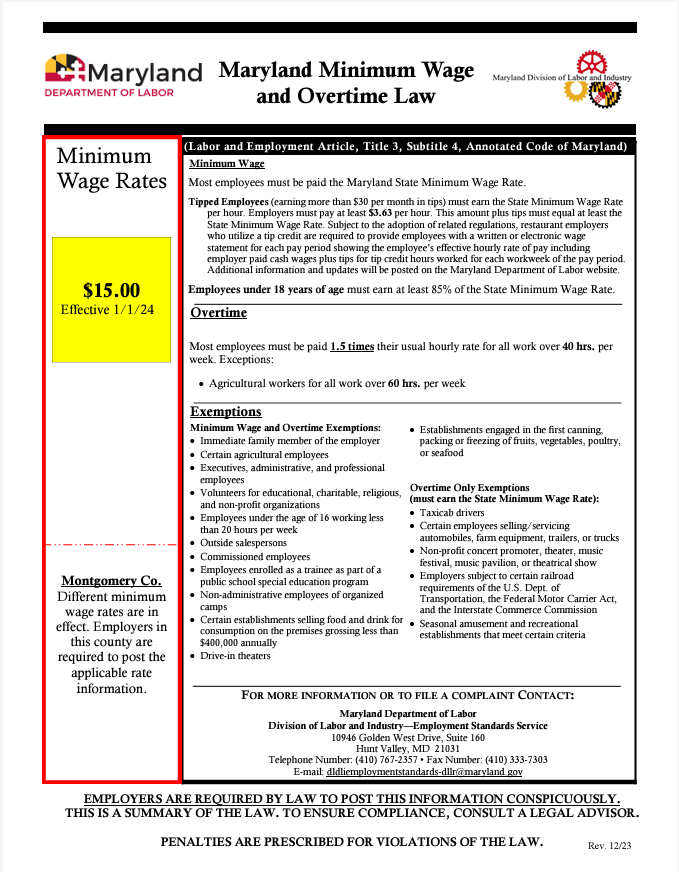 Maryland
DEPARTMENT OF LABOR
Maryland Minimum Wage
and Overtime Law
Maryland Division of Labor and Industry
Minimum
Wage Rates
$15.00
Effective 1/1/24
Montgomery Co.
Different minimum
wage rates are in
effect. Employers in
this county are
required to post the
applicable rate
information.
(Labor and Employment Article, Title 3, Subtitle 4, Annotated Code of Maryland)
Minimum Wage
Most employees must be paid the Maryland State Minimum Wage Rate.
Tipped Employees (earning more than $30 per month in tips) must earn the State Minimum Wage Rate
per hour. Employers must pay at least $3.63 per hour. This amount plus tips must equal at least the
State Minimum Wage Rate. Subject to the adoption of related regulations, restaurant employers
who utilize a tip credit are required to provide employees with a written or electronic wage
statement for each pay period showing the employee's effective hourly rate of pay including
employer paid cash wages plus tips for tip credit hours worked for each workweek of the pay period.
Additional information and updates will be posted on the Maryland Department of Labor website.
Employees under 18 years of age must earn at least 85% of the State Minimum Wage Rate.
Overtime
Most employees must be paid 1.5 times their usual hourly rate for all work over 40 hrs. per
week. Exceptions:
• Agricultural workers for all work over 60 hrs. per week
Exemptions
Minimum Wage and Overtime Exemptions:
• Immediate family member of the employer
• Certain agricultural employees
• Executives, administrative, and professional
employees
• Volunteers for educational, charitable, religious,
and non-profit organizations
• Employees under the age of 16 working less
than 20 hours per week
• Outside salespersons
• Commissioned employees
• Employees enrolled as a trainee as part of a
public school special education program
• Non-administrative employees of organized
camps
• Certain establishments selling food and drink for
consumption on the premises grossing less than
$400,000 annually
• Drive-in theaters
• Establishments engaged in the first canning,
packing or freezing of fruits, vegetables, poultry,
or seafood
Overtime Only Exemptions
(must earn the State Minimum Wage Rate):
• Taxicab drivers
• Certain employees selling/servicing
automobiles, farm equipment, trailers, or trucks
• Non-profit concert promoter, theater, music
festival, music pavilion, or theatrical show
• Employers subject to certain railroad
requirements of the U.S. Dept. of
Transportation, the Federal Motor Carrier Act,
and the Interstate Commerce Commission
• Seasonal amusement and recreational
establishments that meet certain criteria
FOR MORE INFORMATION OR TO FILE A COMPLAINT CONTACT:
Maryland Department of Labor
Division of Labor and Industry—Employment Standards Service
10946 Golden West Drive, Suite 160
Hunt Valley, MD 21031
Telephone Number: (410) 767-2357 • Fax Number: (410) 333-7303
E-mail: dldliemploymentstandards-dllr@maryland.gov
EMPLOYERS ARE REQUIRED BY LAW TO POST THIS INFORMATION CONSPICUOUSLY.
THIS IS A SUMMARY OF THE LAW. TO ENSURE COMPLIANCE, CONSULT A LEGAL ADVISOR.
PENALTIES ARE PRESCRIBED FOR VIOLATIONS OF THE LAW.
Rev. 12/23